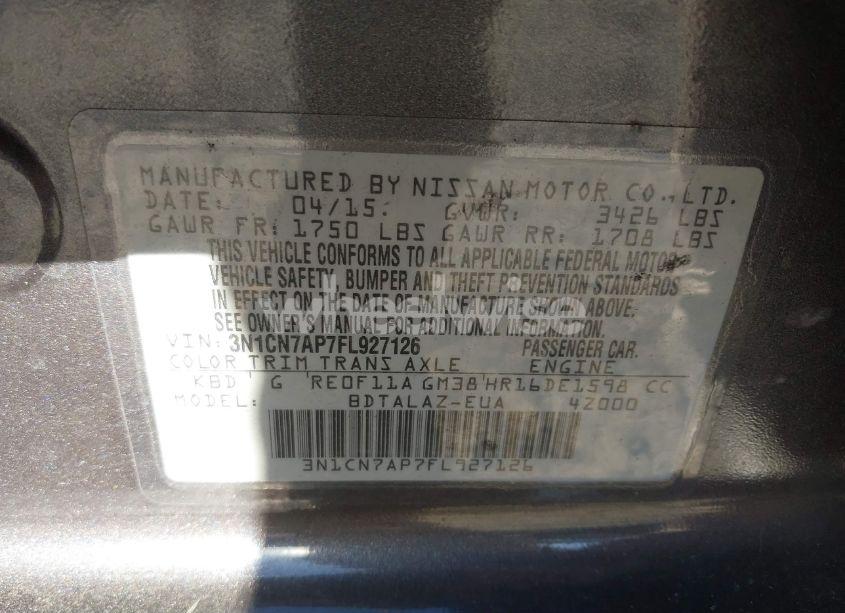 MANUFACTURED BY NISSAN MOTOR CO., LTD.
DATE: 04/15. GVWR: 3426 LBS
GAWR FR: 1750 LBS GAWR RR: 1708 LBS
THIS VEHICLE CONFORMS TO ALL APPLICABLE FEDERAL MOTOR
VEHICLE SAFETY, BUMPER AND THEFT PREVENTION STANDARDS
IN EFFECT ON THE DATE OF MANUFACTURE SHOWN ABOVE.
SEE OWNER'S MANUAL FOR ADDITIONAL INFORMATION.
VIN: 3N1CN7AP7FL927126 PASSENGER CAR.
COLOR TRIM TRANS AXLE ENGINE
KBD G RE0F11A GM38 HR16DE1598 CC
MODEL: BDTALAZ-EUA 4Z000
3N1CN7AP7FL927126